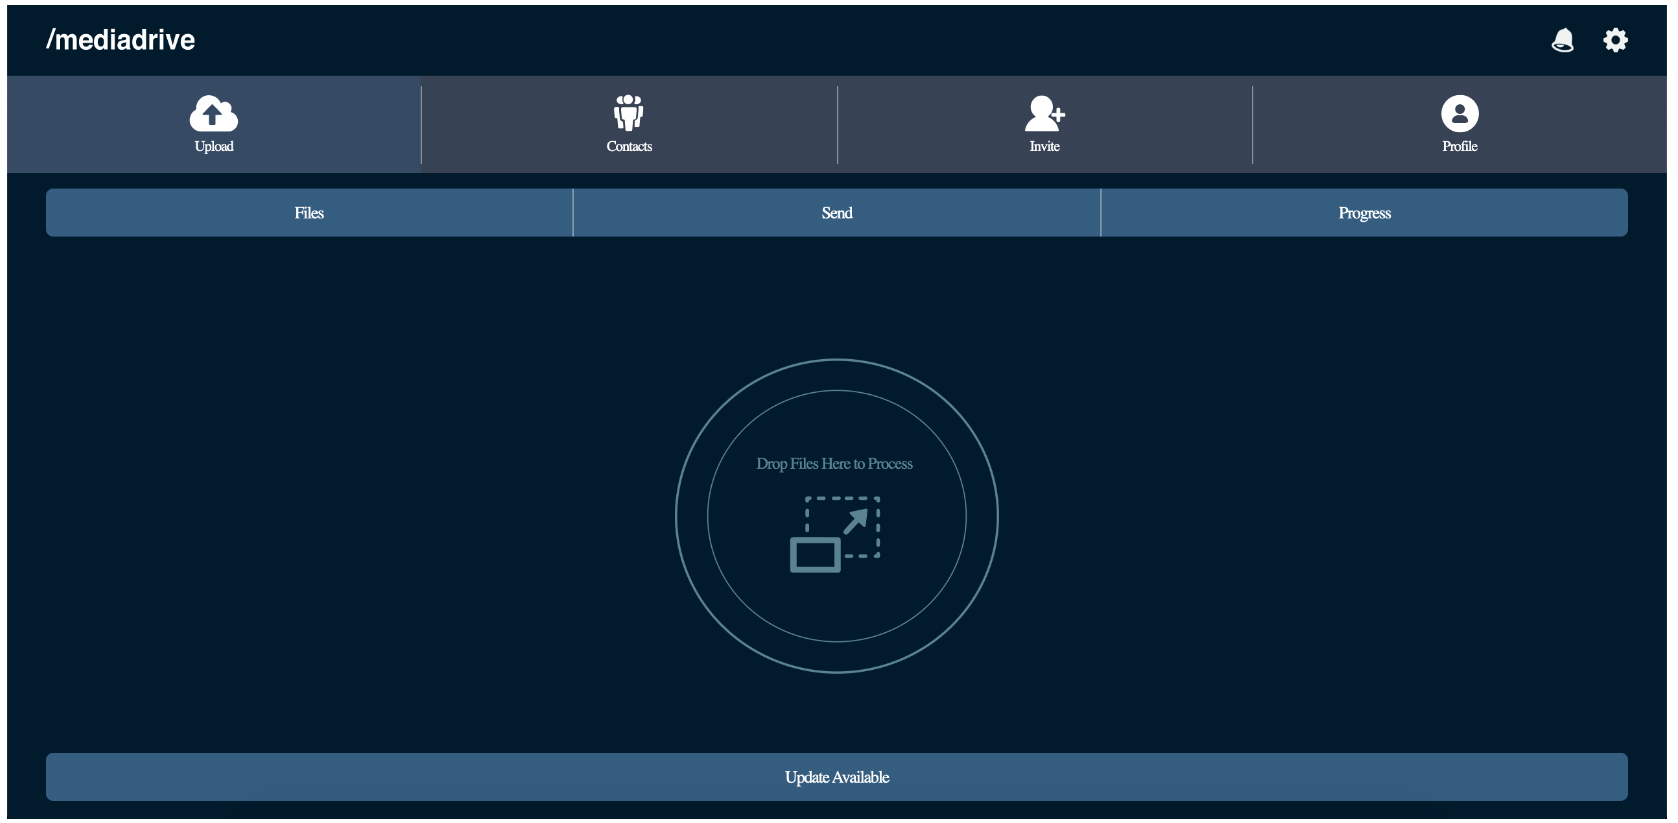 /mediadrive
Upload
Contacts
Invite
Profile
Files
Send
Progress
Drop Files Here to Process
Update Available